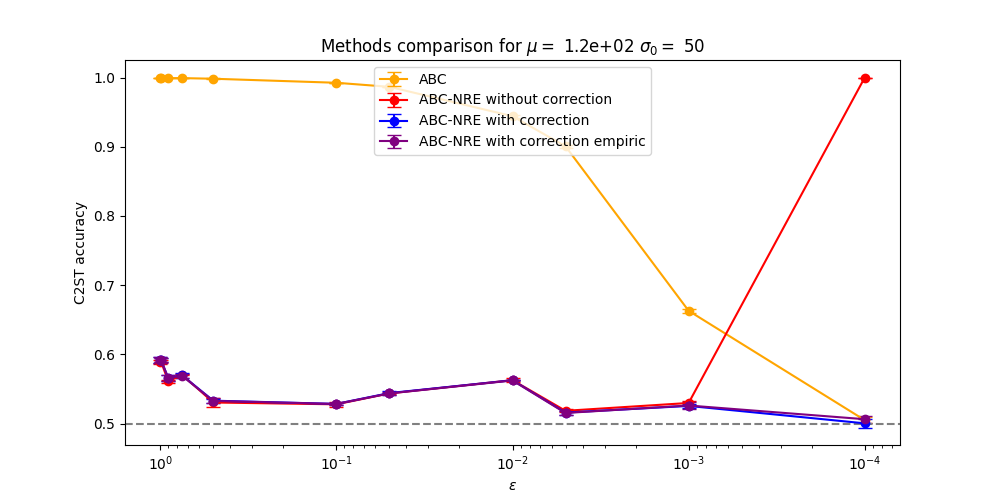 Methods comparison for μ = 1.2e+02 σ₀ = 50
ABC
ABC-NRE without correction
ABC-NRE with correction
ABC-NRE with correction empiric
C2ST accuracy
1.0
0.9
0.8
0.7
0.6
0.5
10⁰ 10⁻¹ 10⁻² 10⁻³ 10⁻⁴
ε